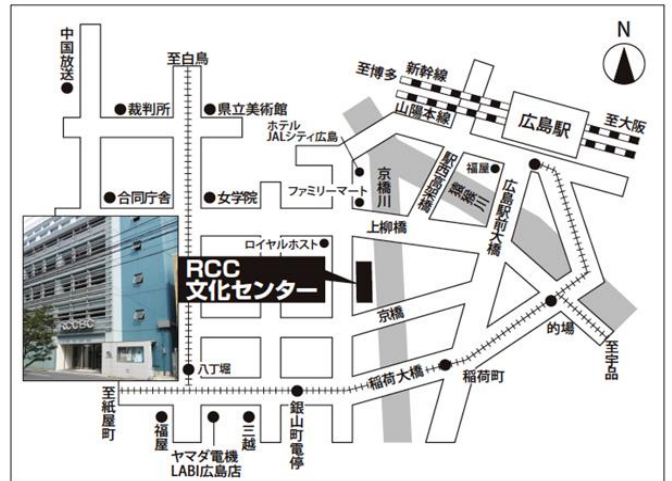 中国放送
至白島
裁判所
県立美術館
合同庁舎
女学院
ホテル
JALシティ広島
ファミリーマート
ロイヤルホスト
RCC
文化センター
RCCBC
至博多
新幹線
山陽本線
広島駅
至大阪
N
京橋川
駅西高架橋
福屋
猿猴川
広島駅前大橋
上柳橋
京橋
的場
至宇品
稲荷大橋
稲荷町
八丁堀
至紙屋町
福屋
ヤマダ電機
LABI広島店
三越
銀山町電停